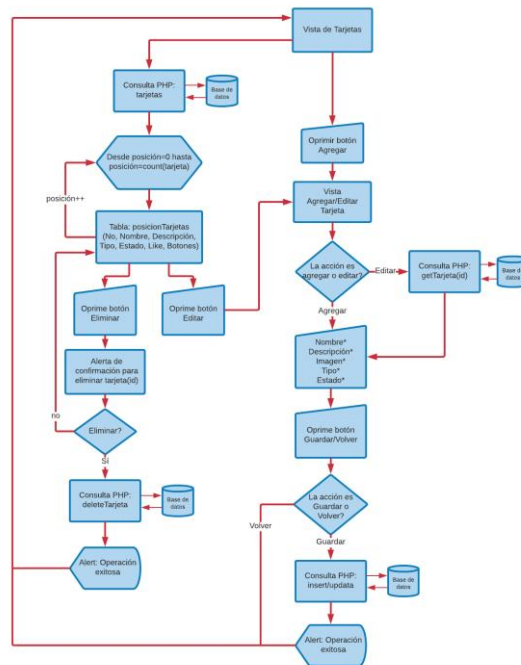 Vista de Tarjetas
Consulta PHP:
tarjetas
Base de
datos
Desde posición=0 hasta
posición=count(tarjeta)
posición++
Tabla: posicionTarjetas
(No, Nombre, Descripción,
Tipo, Estado, Like, Botones)
Oprime botón
Eliminar
Oprime botón
Editar
Alerta de
confirmación para
eliminar tarjeta(id)
no
Eliminar?
Sí
Consulta PHP:
deleteTarjeta
Base de
datos
Alert: Operación
exitosa
Oprimir botón
Agregar
Vista
Agregar/Editar
Tarjeta
La acción es
agregar o editar?
Editar
Consulta PHP:
getTarjeta(id)
Base de
datos
Agregar
Nombre*
Descripción*
Imagen*
Tipo*
Estado*
Oprime botón
Guardar/Volver
La acción es
Guardar o
Volver?
Volver
Guardar
Consulta PHP:
insert/updata
Base de
datos
Alert: Operación
exitosa